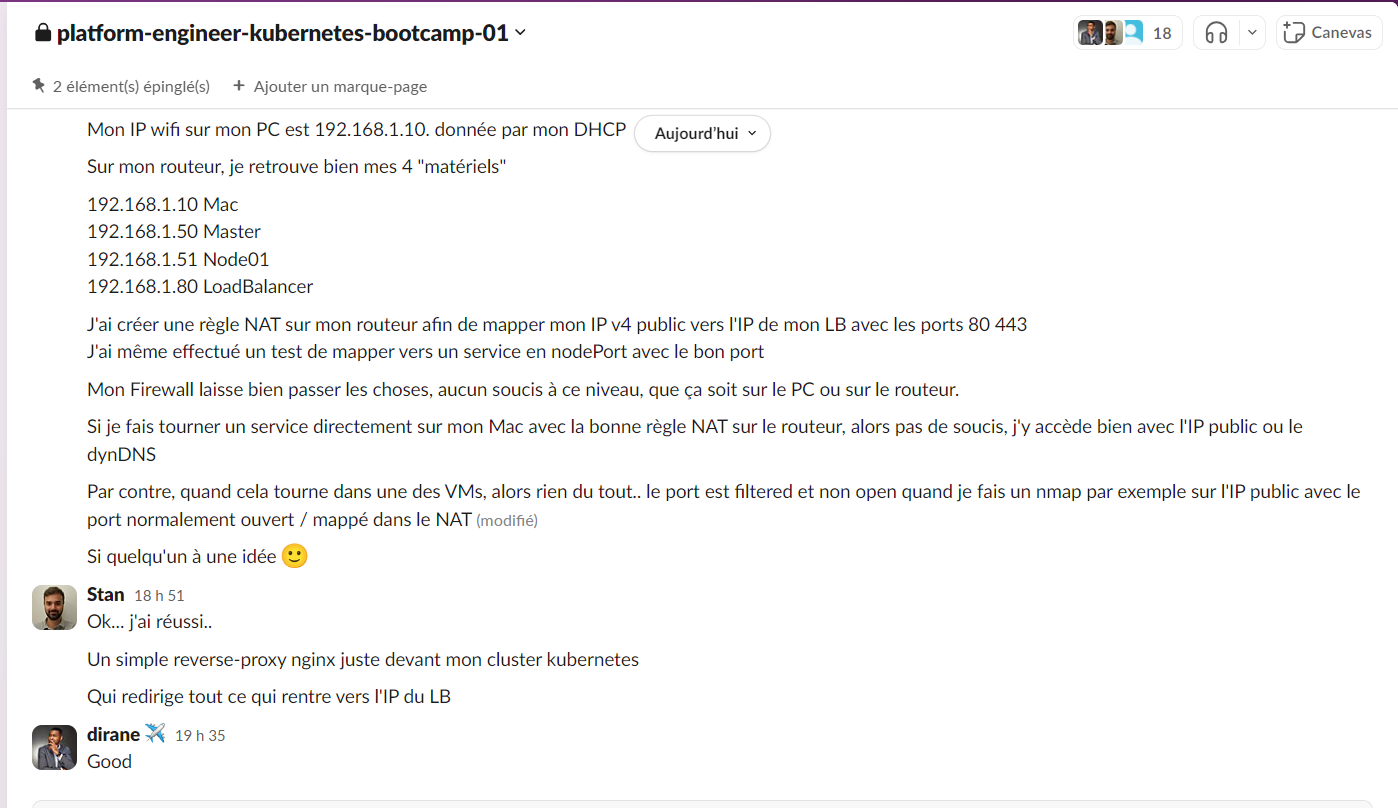 platform-engineer-kubernetes-bootcamp-01
18
Canevas
2 élément(s) épinglé(s)
+ Ajouter un marque-page
Mon IP wifi sur mon PC est 192.168.1.10. donnée par mon DHCP
Aujourd'hui
Sur mon routeur, je retrouve bien mes 4 "matériels"
192.168.1.10 Mac
192.168.1.50 Master
192.168.1.51 Node01
192.168.1.80 LoadBalancer
J'ai créer une règle NAT sur mon routeur afin de mapper mon IP v4 public vers l'IP de mon LB avec les ports 80 443
J'ai même effectué un test de mapper vers un service en nodePort avec le bon port
Mon Firewall laisse bien passer les choses, aucun soucis à ce niveau, que ça soit sur le PC ou sur le routeur.
Si je fais tourner un service directement sur mon Mac avec la bonne règle NAT sur le routeur, alors pas de soucis, j'y accède bien avec l'IP public ou le
dynDNS
Par contre, quand cela tourne dans une des VMs, alors rien du tout.. le port est filtered et non open quand je fais un nmap par exemple sur l'IP public avec le
port normalement ouvert / mappé dans le NAT (modifié)
Si quelqu'un à une idée 🙂
Stan 18 h 51
Ok... j'ai réussi..
Un simple reverse-proxy nginx juste devant mon cluster kubernetes
Qui redirige tout ce qui rentre vers l'IP du LB
dirane ✈️ 19 h 35
Good